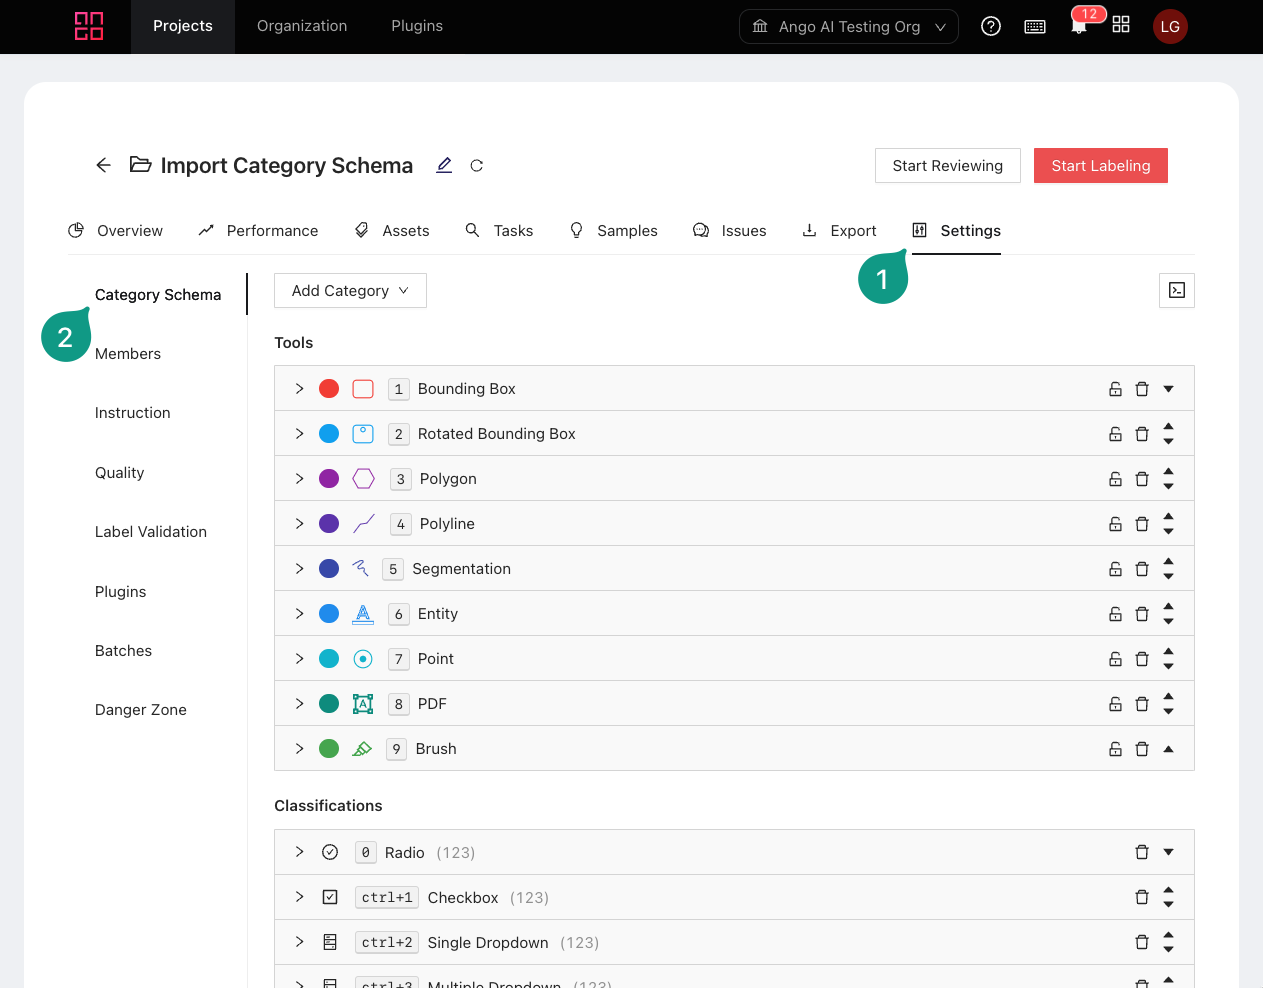 Projects
Organization
Plugins
Ango AI Testing Org
12
LG
Import Category Schema
Start Reviewing
Start Labeling
Overview
Performance
Assets
Tasks
Samples
Issues
Export
Settings
1
Category Schema
2
Members
Instruction
Quality
Label Validation
Plugins
Batches
Danger Zone
Add Category
Tools
1 Bounding Box
2 Rotated Bounding Box
3 Polygon
4 Polyline
5 Segmentation
6 Entity
7 Point
8 PDF
9 Brush
Classifications
0 Radio (123)
ctrl+1 Checkbox (123)
ctrl+2 Single Dropdown (123)
ctrl+3 Multiple Dropdown (123)